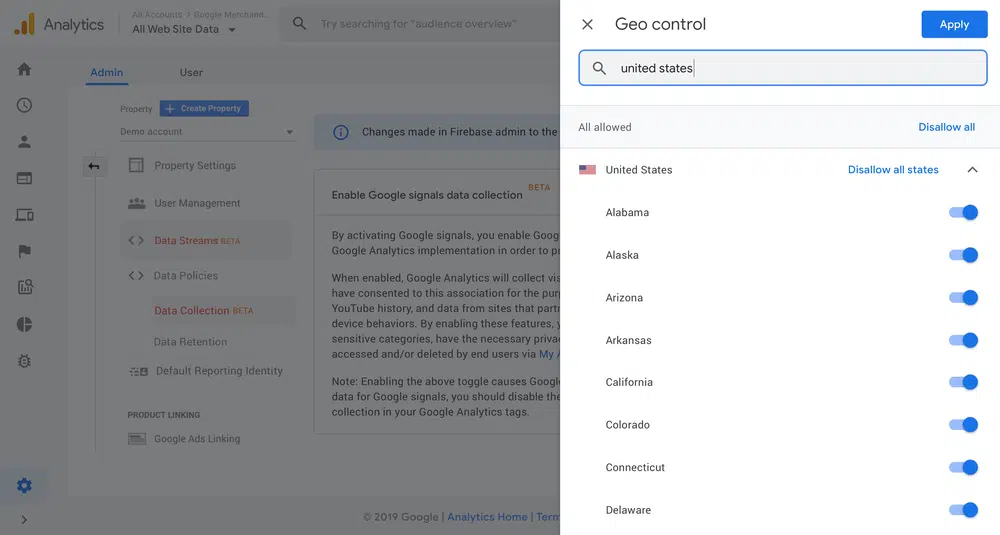 Analytics
All Accounts > Google Merchand...
All Web Site Data
Try searching for "audience overview"
Admin
User
Property
Create Property
Demo account
Property Settings
User Management
Data Streams BETA
Data Policies
Data Collection BETA
Data Retention
Default Reporting Identity
PRODUCT LINKING
Google Ads Linking
Changes made in Firebase admin to the
Enable Google signals data collection BETA
By activating Google signals, you enable Goog
Google Analytics implementation in order to p
When enabled, Google Analytics will collect vis
have consented to this association for the purp
YouTube history, and data from sites that part
device behaviors. By enabling these features, y
sensitive categories, have the necessary priva
accessed and/or deleted by end users via My A
Note: Enabling the above toggle causes Googl
data for Google signals, you should disable the
collection in your Google Analytics tags.
© 2019 Google | Analytics Home | Term
Geo control
Apply
united states
All allowed
Disallow all
United States
Disallow all states
Alabama
Alaska
Arizona
Arkansas
California
Colorado
Connecticut
Delaware